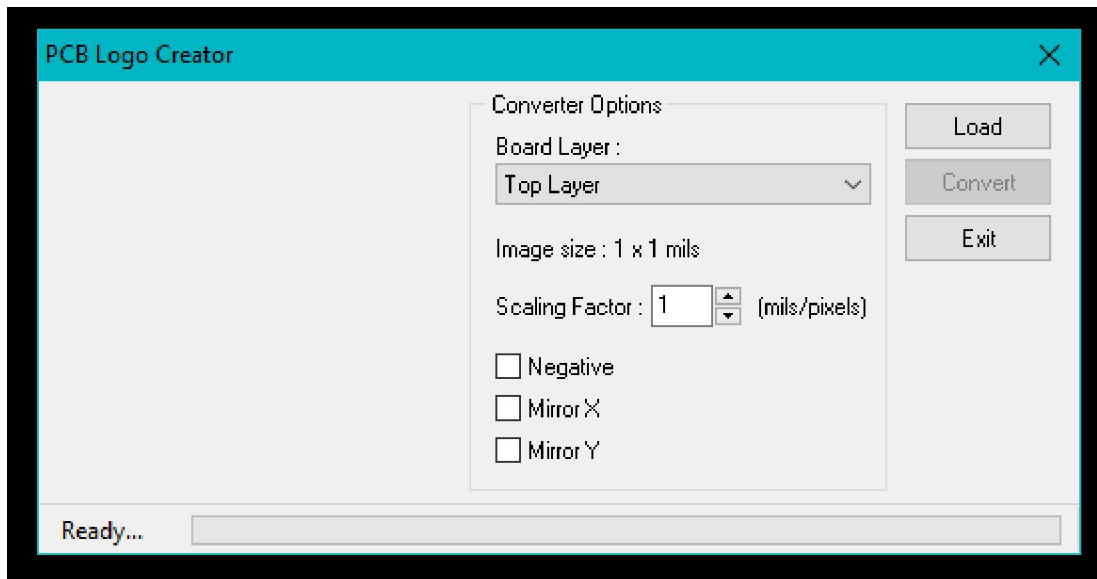 PCB Logo Creator
Converter Options
Board Layer :
Top Layer
Image size : 1 x 1 mils
Scaling Factor : 1 (mils/pixels)
Negative
Mirror X
Mirror Y
Load
Convert
Exit
Ready...